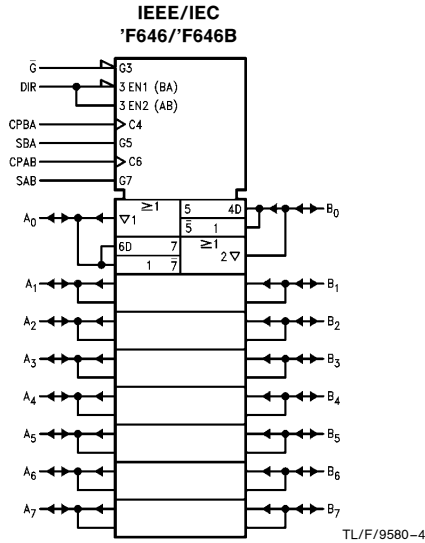 IEEE/IEC
'F646/'F646B
G̅ G3
DIR 3 EN1 (BA)
3 EN2 (AB)
CPBA C4
SBA G5
CPAB C6
SAB G7
A₀ ≥1 5 4D B₀
▽1 5̅ 1
6D 7 ≥1
1 7̅ 2▽
A₁ B₁
A₂ B₂
A₃ B₃
A₄ B₄
A₅ B₅
A₆ B₆
A₇ B₇
TL/F/9580–4